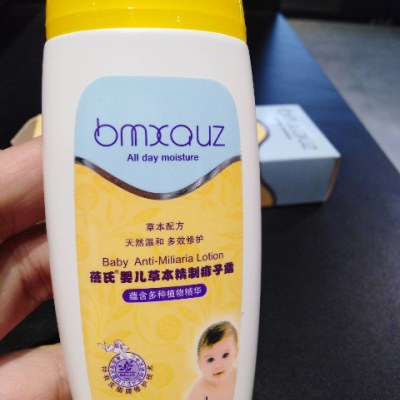 bmxauz
All day moisture
草本配方
天然温和 多效修护
Baby Anti-Miliaria Lotion
蓓氏®婴儿草本精制痱子露
蕴含多种植物精华
bmxauz